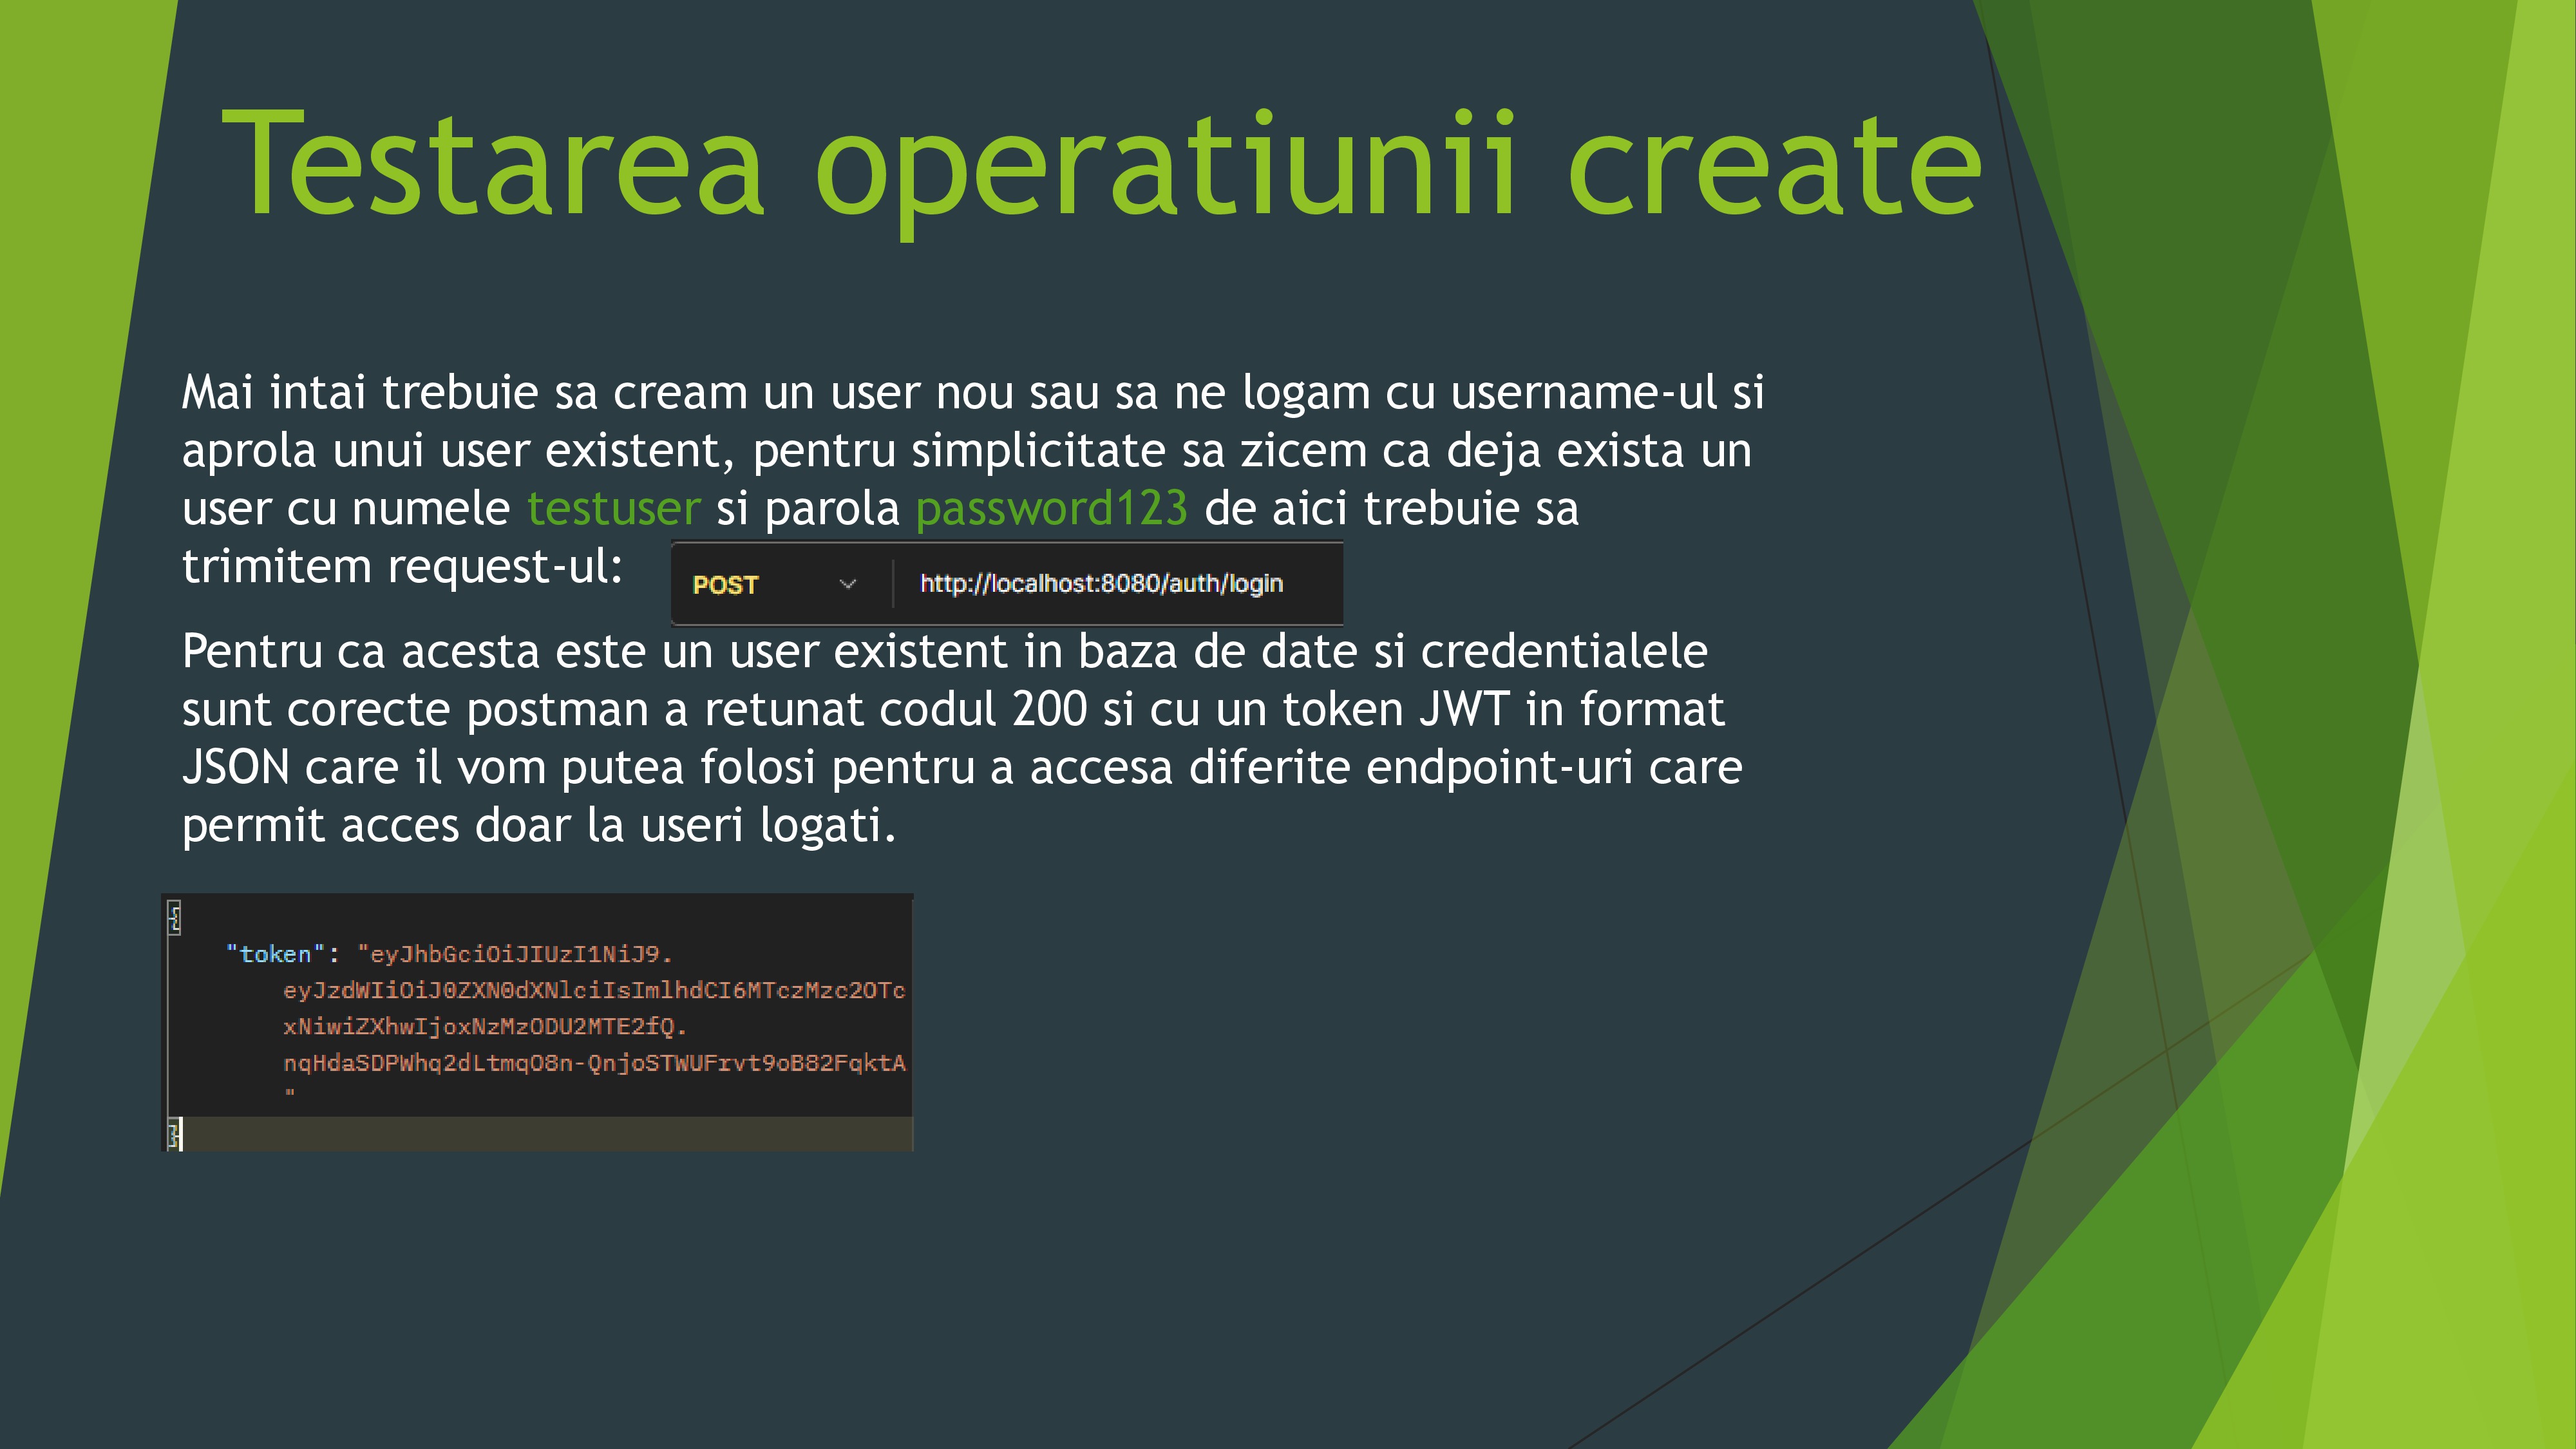 Testarea operatiunii create
Mai intai trebuie sa cream un user nou sau sa ne logam cu username-ul si
aprola unui user existent, pentru simplicitate sa zicem ca deja exista un
user cu numele testuser si parola password123 de aici trebuie sa
trimitem request-ul:
POST http://localhost:8080/auth/login
Pentru ca acesta este un user existent in baza de date si credentialele
sunt corecte postman a retunat codul 200 si cu un token JWT in format
JSON care il vom putea folosi pentru a accesa diferite endpoint-uri care
permit acces doar la useri logati.
{
"token": "eyJhbGciOiJIUzI1NiJ9.
eyJzdWIiOiJ0ZXN0dXNlciIsImlhdCI6MTczMzc2OTc
xNiwiZXhwIjoxNzMzODU2MTE2fQ.
nqHdaSDPWhq2dLtmqO8n-QnjoSTWUFrvt9oB82FqktA
"
}